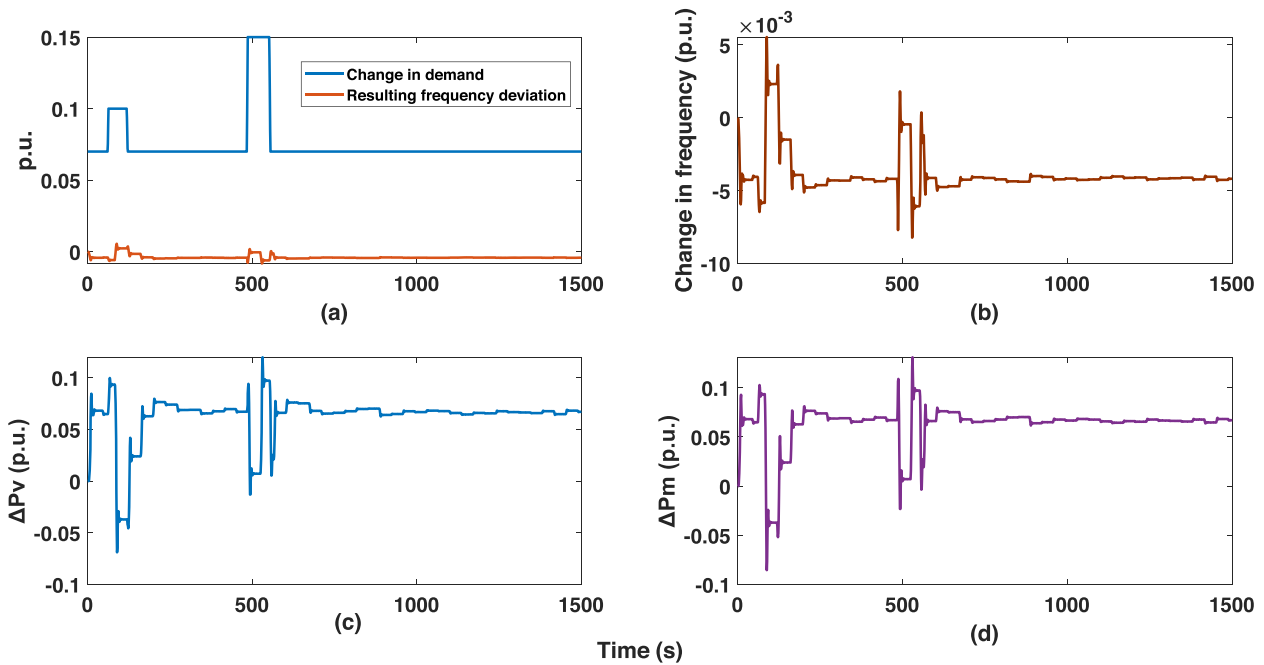 0.15
0.1
0.05
0
p.u.
Change in demand
Resulting frequency deviation
0 500 1000 1500
(a)
×10⁻³
5
0
-5
-10
Change in frequency (p.u.)
0 500 1000 1500
(b)
0.1
0.05
0
-0.05
-0.1
ΔPv (p.u.)
0 500 1000 1500
(c)
0.1
0.05
0
-0.05
-0.1
ΔPm (p.u.)
0 500 1000 1500
(d)
Time (s)